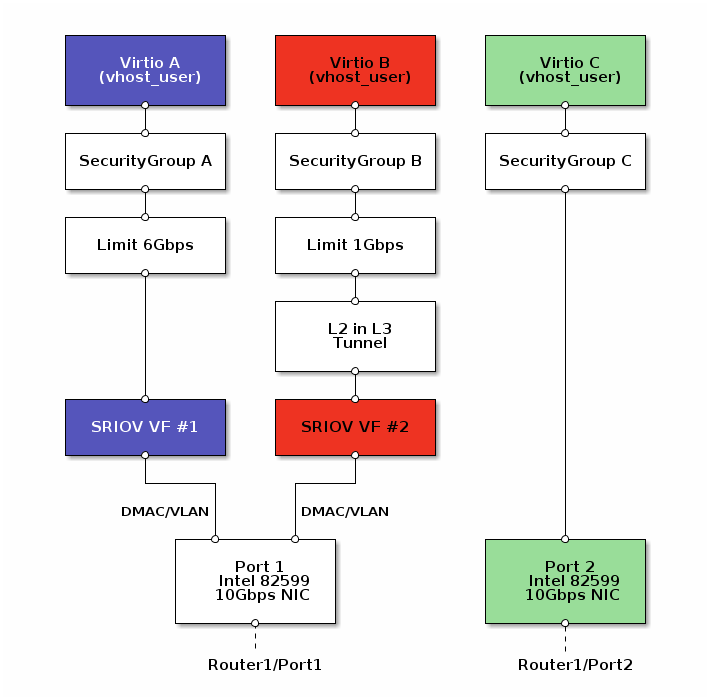 Virtio A
(vhost_user)
Virtio B
(vhost_user)
Virtio C
(vhost_user)
SecurityGroup A
SecurityGroup B
SecurityGroup C
Limit 6Gbps
Limit 1Gbps
L2 in L3
Tunnel
SRIOV VF #1
SRIOV VF #2
DMAC/VLAN
DMAC/VLAN
Port 1
Intel 82599
10Gbps NIC
Port 2
Intel 82599
10Gbps NIC
Router1/Port1
Router1/Port2